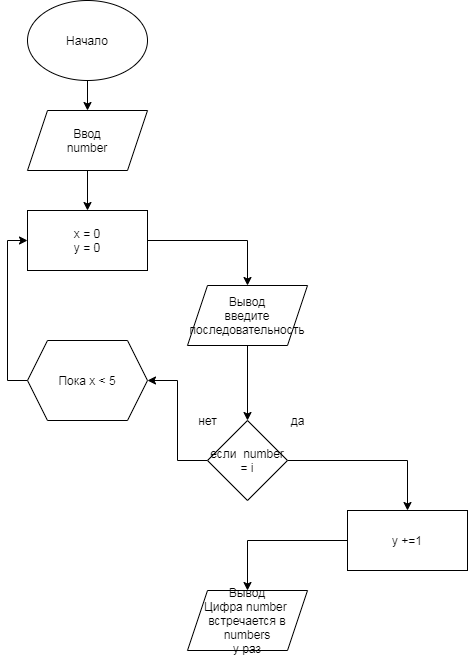 Начало
Ввод
number
x = 0
y = 0
Вывод
введите
последовательность
Пока x < 5
нет
да
если number
= i
y +=1
Вывод
Цифра number
встречается в
numbers
y раз